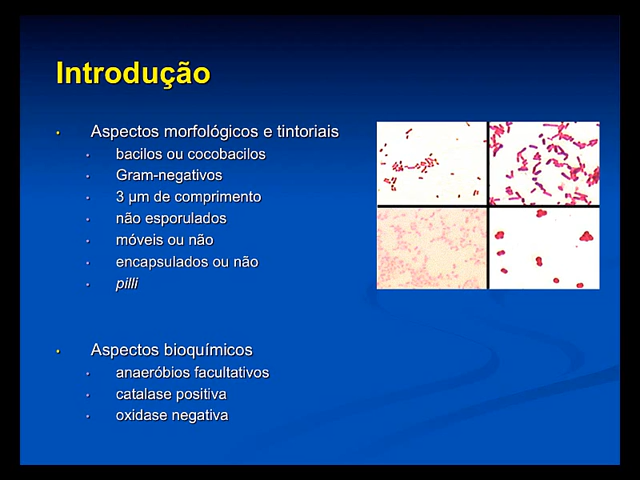 Introdução
Aspectos morfológicos e tintoriais
bacilos ou cocobacilos
Gram-negativos
3 µm de comprimento
não esporulados
móveis ou não
encapsulados ou não
pilli
Aspectos bioquímicos
anaeróbios facultativos
catalase positiva
oxidase negativa